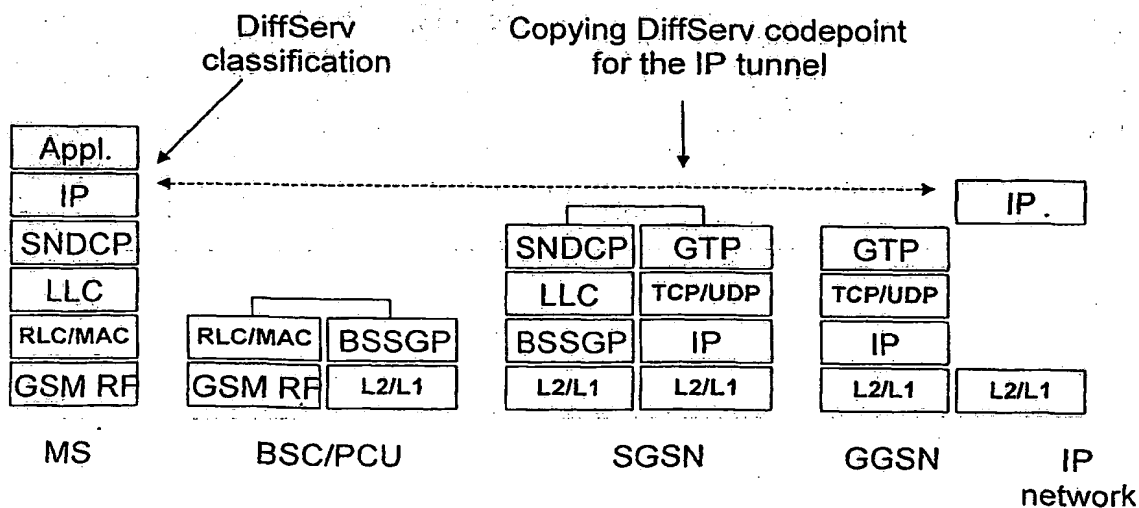 DiffServ
classification
Copying DiffServ codepoint
for the IP tunnel
Appl.
IP
SNDCP
LLC
RLC/MAC
GSM RF
RLC/MAC
BSSGP
GSM RF
L2/L1
SNDCP
GTP
LLC
TCP/UDP
BSSGP
IP
L2/L1
L2/L1
GTP
TCP/UDP
IP
L2/L1
IP.
L2/L1
MS
BSC/PCU
SGSN
GGSN
IP
network